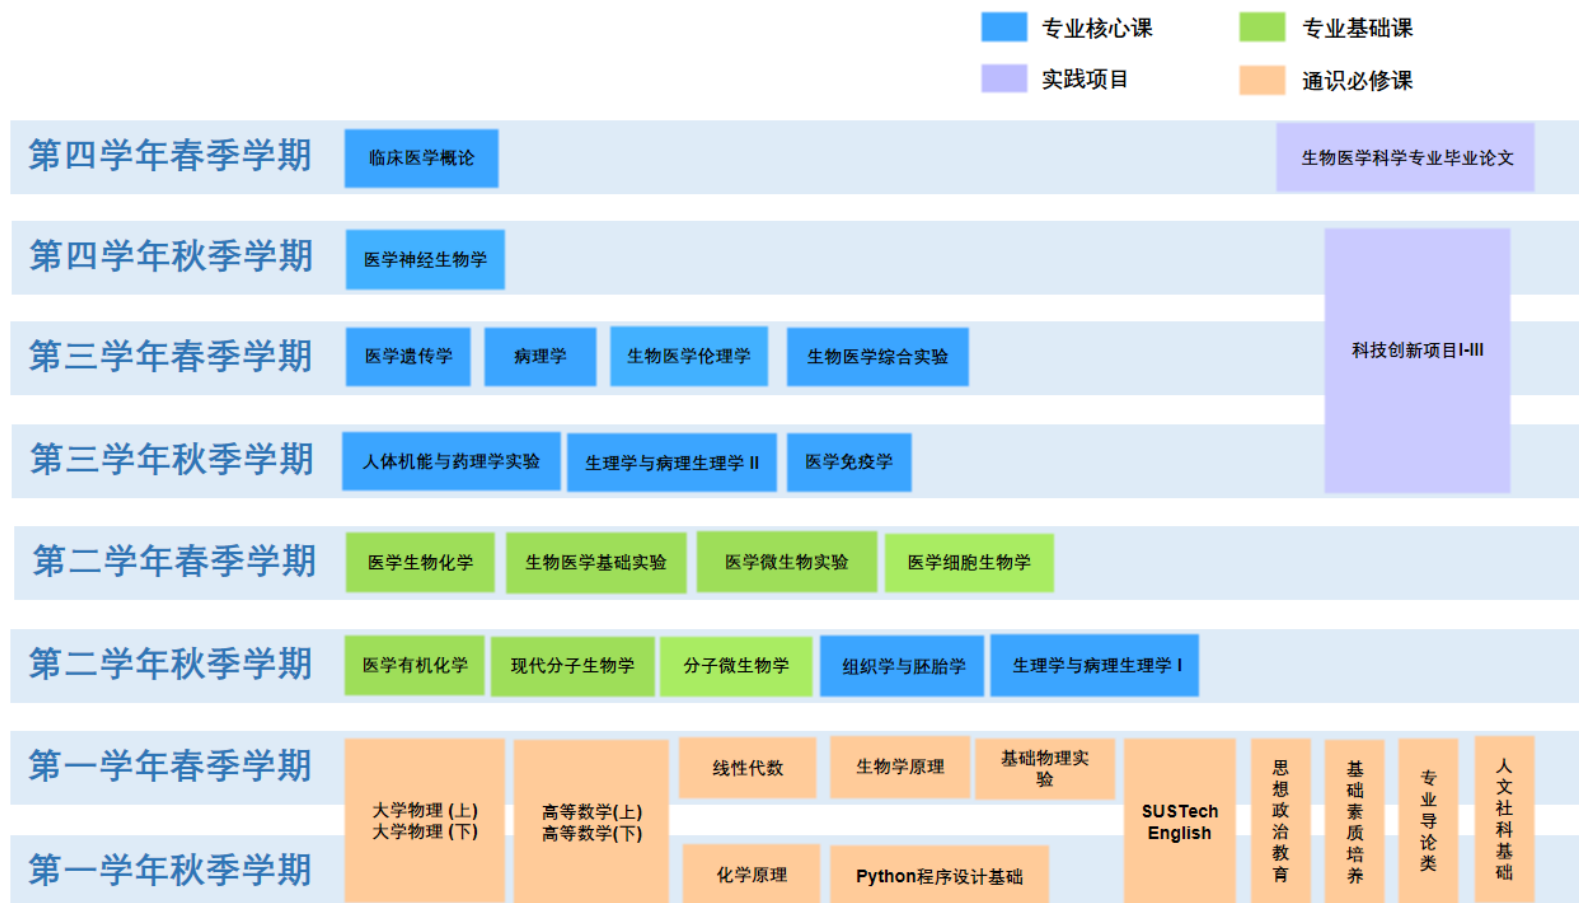 专业核心课
专业基础课
实践项目
通识必修课
第四学年春季学期
临床医学概论
生物医学科学专业毕业论文
第四学年秋季学期
医学神经生物学
科技创新项目I-III
第三学年春季学期
医学遗传学
病理学
生物医学伦理学
生物医学综合实验
第三学年秋季学期
人体机能与药理学实验
生理学与病理生理学 II
医学免疫学
第二学年春季学期
医学生物化学
生物医学基础实验
医学微生物实验
医学细胞生物学
第二学年秋季学期
医学有机化学
现代分子生物学
分子微生物学
组织学与胚胎学
生理学与病理生理学 I
第一学年春季学期
大学物理 (上)
大学物理 (下)
高等数学(上)
高等数学(下)
线性代数
生物学原理
基础物理实
验
SUSTech
English
思想政治教育
基础素质培养
专业导论类
人文社科基础
第一学年秋季学期
化学原理
Python程序设计基础